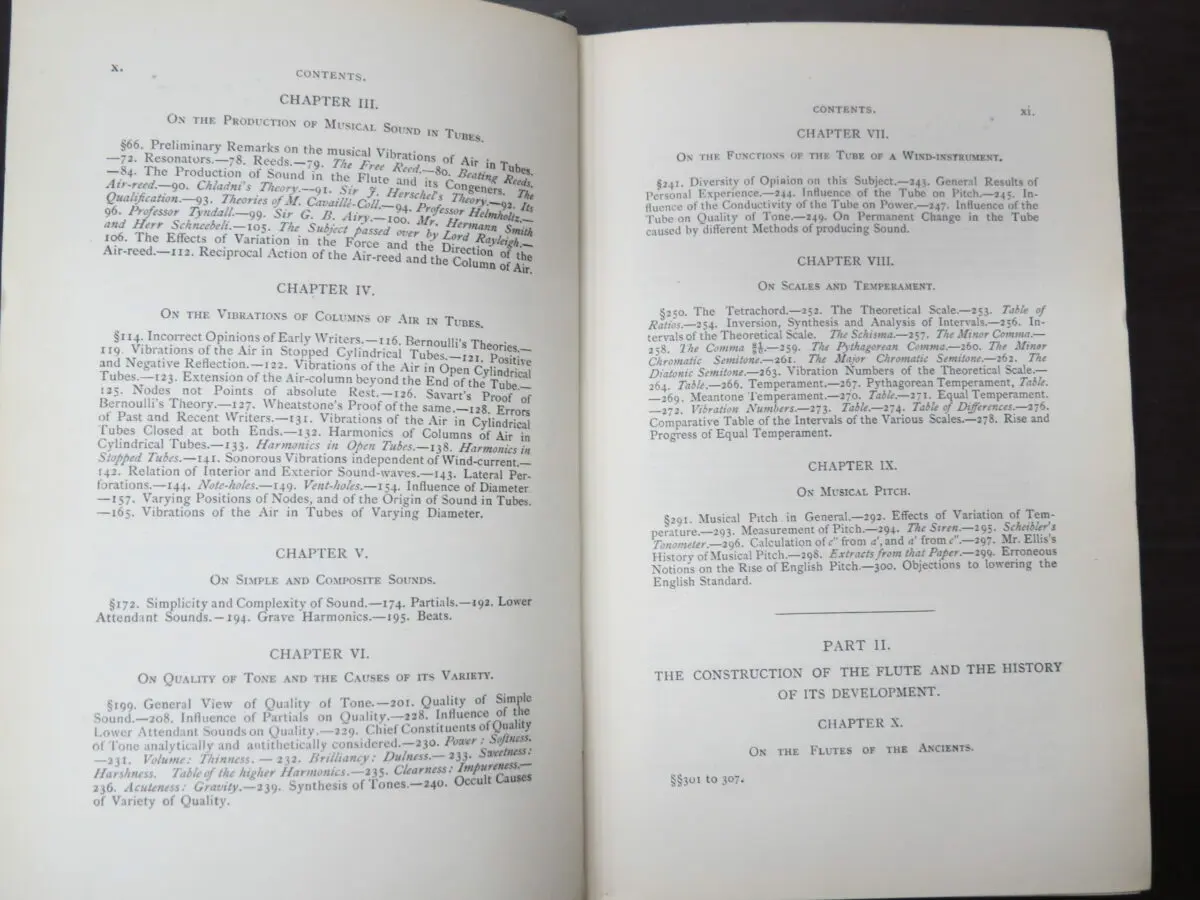 x.
CONTENTS.
CHAPTER III.
On the Production of Musical Sound in Tubes.
§66. Preliminary Remarks on the musical Vibrations of Air in Tubes.
—72. Resonators.—78. Reeds.—79. The Free Reed.—80. Beating Reeds.
—84. The Production of Sound in the Flute and its Congeners. The
Air-reed.—90. Chladni's Theory.—91. Sir J. Herschel's Theory.—92. Its
Qualification.—93. Theories of M. Cavaillé-Coll.—94. Professor Helmholtz.—
96. Professor Tyndall.—99. Sir G. B. Airy.—100. Mr. Hermann Smith
and Herr Schneebeli.—105. The Subject passed over by Lord Rayleigh.—
106. The Effects of Variation in the Force and the Direction of the
Air-reed.—112. Reciprocal Action of the Air-reed and the Column of Air.
CHAPTER IV.
On the Vibrations of Columns of Air in Tubes.
§114. Incorrect Opinions of Early Writers.—116. Bernoulli's Theories.—
119. Vibrations of the Air in Stopped Cylindrical Tubes.—121. Positive
and Negative Reflection.—122. Vibrations of the Air in Open Cylindrical
Tubes.—123. Extension of the Air-column beyond the End of the Tube.—
125. Nodes not Points of absolute Rest.—126. Savart's Proof of
Bernoulli's Theory.—127. Wheatstone's Proof of the same.—128. Errors
of Past and Recent Writers.—131. Vibrations of the Air in Cylindrical
Tubes Closed at both Ends.—132. Harmonics of Columns of Air in
Cylindrical Tubes.—133. Harmonics in Open Tubes.—138. Harmonics in
Stopped Tubes.—141. Sonorous Vibrations independent of Wind-current.—
142. Relation of Interior and Exterior Sound-waves.—143. Lateral Per-
forations.—144. Note-holes.—149. Vent-holes.—154. Influence of Diameter
—157. Varying Positions of Nodes, and of the Origin of Sound in Tubes.
—165. Vibrations of the Air in Tubes of Varying Diameter.
CHAPTER V.
On Simple and Composite Sounds.
§172. Simplicity and Complexity of Sound.—174. Partials.—192. Lower
Attendant Sounds.—194. Grave Harmonics.—195. Beats.
CHAPTER VI.
On Quality of Tone and the Causes of its Variety.
§199. General View of Quality of Tone.—201. Quality of Simple
Sound.—208. Influence of Partials on Quality.—228. Influence of the
Lower Attendant Sounds on Quality.—229. Chief Constituents of Quality
of Tone analytically and antithetically considered.—230. Power: Softness.
—231. Volume: Thinness.—232. Brilliancy: Dulness.—233. Sweetness:
Harshness. Table of the higher Harmonics.—235. Clearness: Impureness.—
236. Acuteness: Gravity.—239. Synthesis of Tones.—240. Occult Causes
of Variety of Quality.
CONTENTS.
xi.
CHAPTER VII.
On the Functions of the Tube of a Wind-instrument.
§241. Diversity of Opinion on this Subject.—243. General Results of
Personal Experience.—244. Influence of the Tube on Pitch.—245. In-
fluence of the Conductivity of the Tube on Power.—247. Influence of the
Tube on Quality of Tone.—249. On Permanent Change in the Tube
caused by different Methods of producing Sound.
CHAPTER VIII.
On Scales and Temperament.
§250. The Tetrachord.—252. The Theoretical Scale.—253. Table of
Ratios.—254. Inversion, Synthesis and Analysis of Intervals.—256. In-
tervals of the Theoretical Scale. The Schisma.—257. The Minor Comma.—
258. The Comma 81/80.—259. The Pythagorean Comma.—260. The Minor
Chromatic Semitone.—261. The Major Chromatic Semitone.—262. The
Diatonic Semitone.—263. Vibration Numbers of the Theoretical Scale.—
264. Table.—266. Temperament.—267. Pythagorean Temperament, Table.
—269. Meantone Temperament.—270. Table.—271. Equal Temperament.
—272. Vibration Numbers.—273. Table.—274. Table of Differences.—276.
Comparative Table of the Intervals of the Various Scales.—278. Rise and
Progress of Equal Temperament.
CHAPTER IX.
On Musical Pitch.
§291. Musical Pitch in General.—292. Effects of Variation of Tem-
perature.—293. Measurement of Pitch.—294. The Siren.—295. Scheibler's
Tonometer.—296. Calculation of c″ from a′, and a′ from c″.—297. Mr. Ellis's
History of Musical Pitch.—298. Extracts from that Paper.—299. Erroneous
Notions on the Rise of English Pitch.—300. Objections to lowering the
English Standard.
PART II.
THE CONSTRUCTION OF THE FLUTE AND THE HISTORY
OF ITS DEVELOPMENT.
CHAPTER X.
On the Flutes of the Ancients.
§§301 to 307.